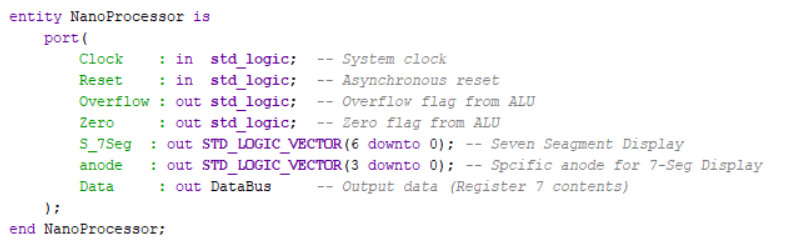 entity NanoProcessor is
    port(
        Clock    : in  std_logic;  -- System clock
        Reset    : in  std_logic;  -- Asynchronous reset
        Overflow : out std_logic;  -- Overflow flag from ALU
        Zero     : out std_logic;  -- Zero flag from ALU
        S_7Seg  : out STD_LOGIC_VECTOR(6 downto 0); -- Seven Seagment Display
        anode   : out STD_LOGIC_VECTOR(3 downto 0); -- Spcific anode for 7-Seg Display
        Data     : out DataBus     -- Output data (Register 7 contents)
    );
end NanoProcessor;